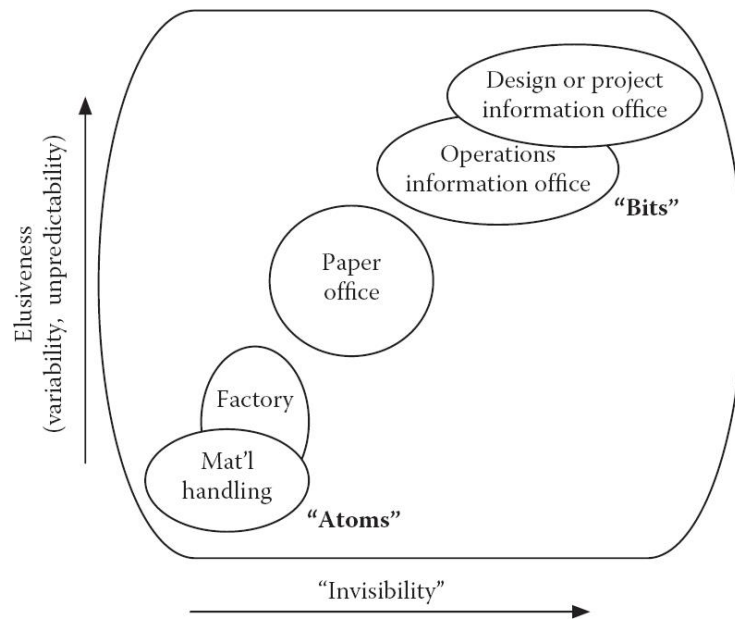 Design or project
information office
Operations
information office
“Bits”
Paper
office
Factory
Mat’l
handling
“Atoms”
Elusiveness
(variability, unpredictability)
“Invisibility”